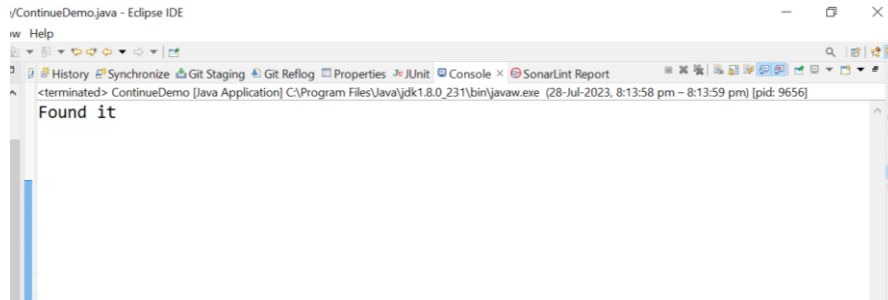 /ContinueDemo.java - Eclipse IDE
ow Help
History Synchronize Git Staging Git Reflog Properties JUnit Console × SonarLint Report
<terminated> ContinueDemo [Java Application] C:\Program Files\Java\jdk1.8.0_231\bin\javaw.exe (28-Jul-2023, 8:13:58 pm – 8:13:59 pm) [pid: 9656]
Found it